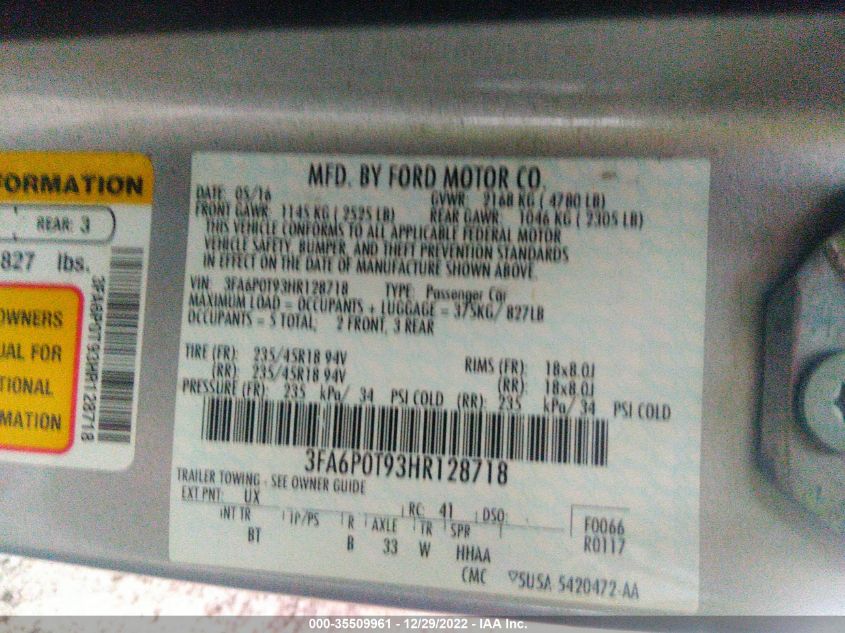 FORMATION
REAR: 3
827 lbs.
OWNERS
UAL FOR
TIONAL
MATION
3FA6P0T93HR128718
MFD. BY FORD MOTOR CO.
DATE: 05/16 GVWR: 2168 KG ( 4780 LB)
FRONT GAWR: 1145 KG ( 2525 LB) REAR GAWR: 1046 KG ( 2305 LB)
THIS VEHICLE CONFORMS TO ALL APPLICABLE FEDERAL MOTOR
VEHICLE SAFETY, BUMPER, AND THEFT PREVENTION STANDARDS
IN EFFECT ON THE DATE OF MANUFACTURE SHOWN ABOVE.
VIN: 3FA6P0T93HR128718 TYPE: Passenger Car
MAXIMUM LOAD = OCCUPANTS + LUGGAGE = 375KG/ 827LB
OCCUPANTS = 5 TOTAL, 2 FRONT, 3 REAR
TIRE (FR): 235/45R18 94V RIMS (FR): 18x8.0J
(RR): 235/45R18 94V (RR): 18x8.0J
PRESSURE (FR): 235 kPa/ 34 PSI COLD (RR): 235 kPa/ 34 PSI COLD
3FA6P0T93HR128718
TRAILER TOWING - SEE OWNER GUIDE
EXT PNT: UX RC: 41 DSO: F0066
INT TR TP/PS R AXLE TR SPR R0117
BT B 33 W HHAA
CMC 5USA 5420472-AA
000-35509961 - 12/29/2022 - IAA Inc.